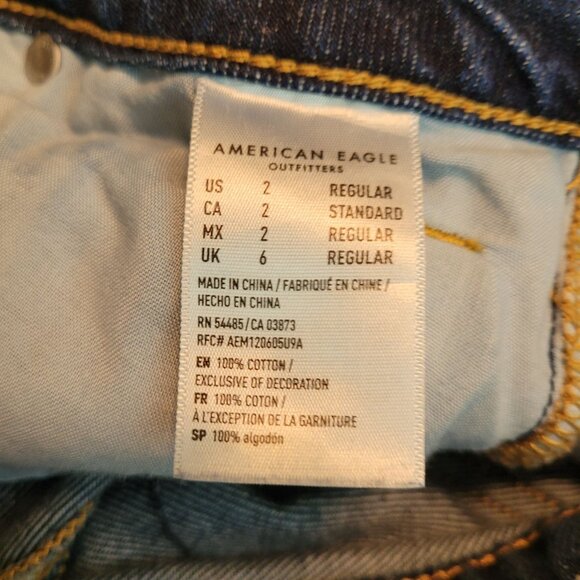 AMERICAN EAGLE
OUTFITTERS
US 2 REGULAR
CA 2 STANDARD
MX 2 REGULAR
UK 6 REGULAR
MADE IN CHINA / FABRIQUÉ EN CHINE /
HECHO EN CHINA
RN 54485 / CA 03873
RFC# AEM120605U9A
EN 100% COTTON /
EXCLUSIVE OF DECORATION
FR 100% COTON /
À L'EXCEPTION DE LA GARNITURE
SP 100% algodón